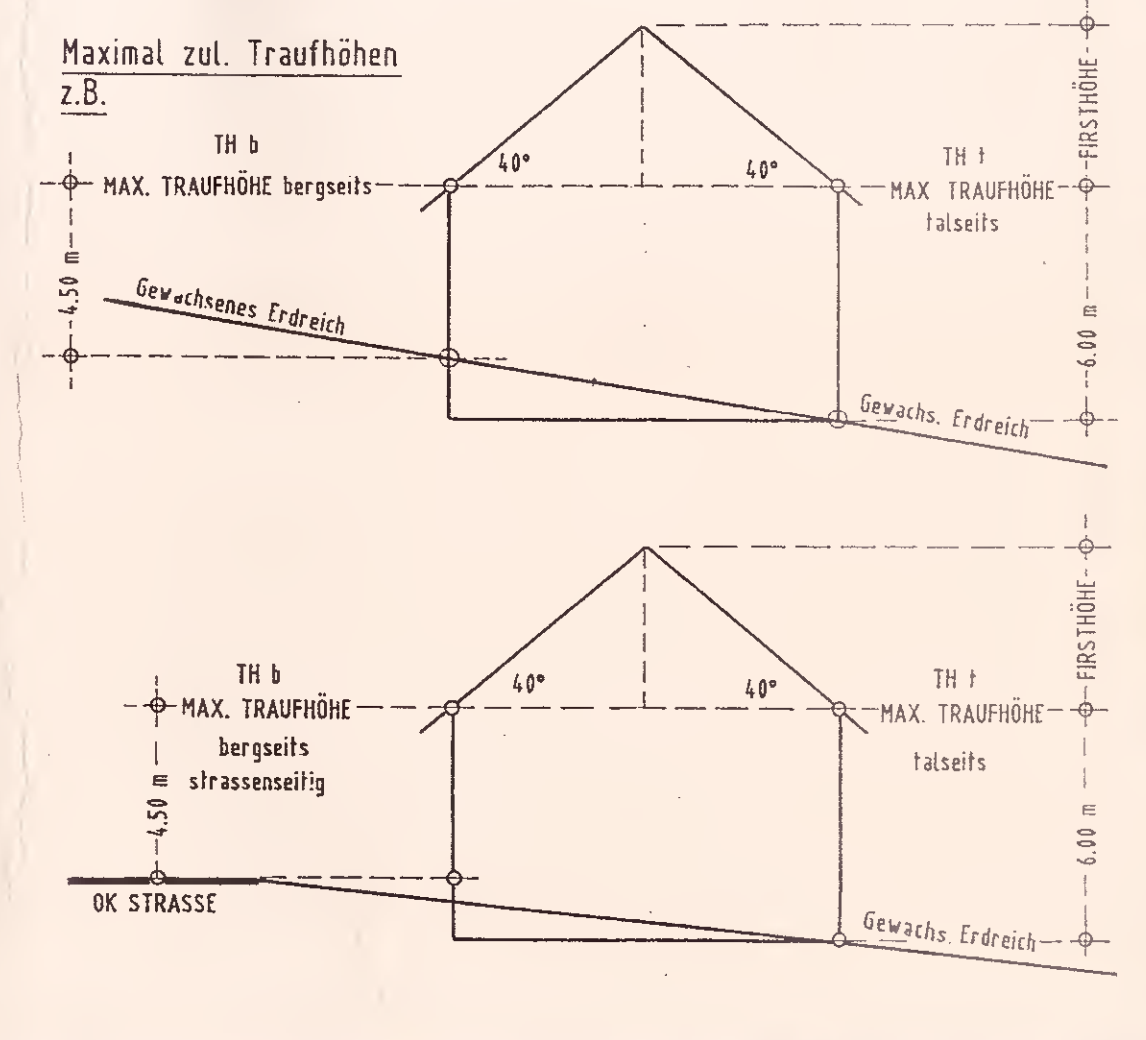 Maximal zul. Traufhöhen
z.B.
TH b
MAX. TRAUFHÖHE bergseits
40°
40°
TH t
MAX TRAUFHÖHE
talseits
FIRSTHÖHE
4.50 m
Gewachsenes Erdreich
6.00 m
Gewachs. Erdreich
TH b
MAX. TRAUFHÖHE
bergseits
strassenseitig
40°
40°
TH t
MAX. TRAUFHÖHE
talseits
FIRSTHÖHE
4.50 m
OK STRASSE
6.00 m
Gewachs. Erdreich